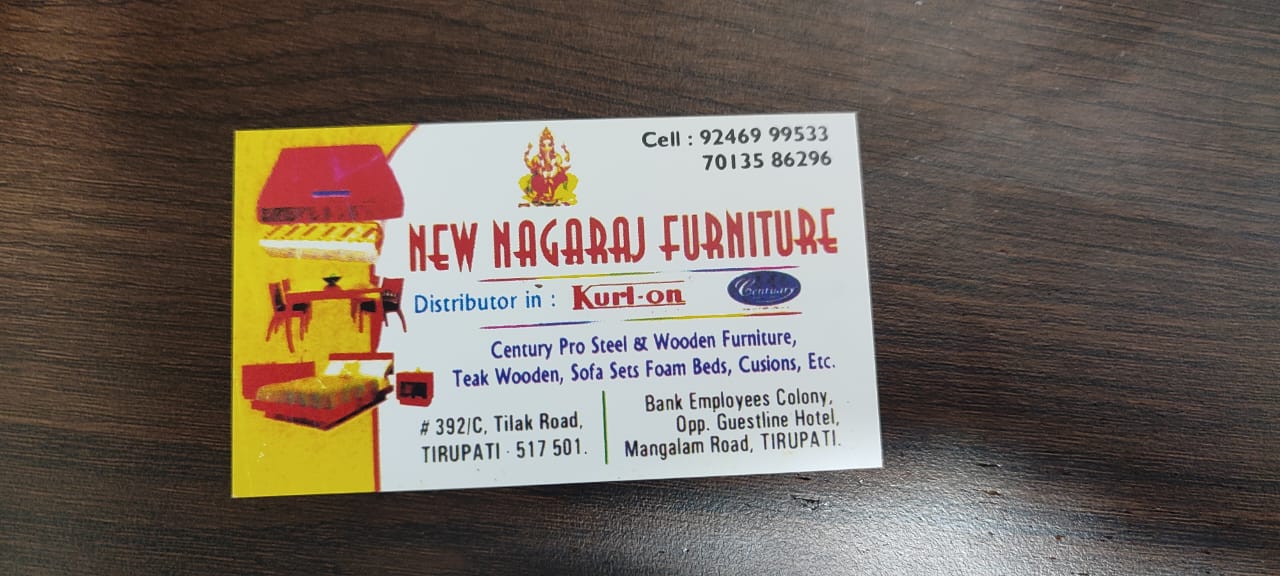 Cell : 92469 99533
70135 86296
NEW NAGARAJ FURNITURE
Distributor in : Kurl-on Centuary
Century Pro Steel & Wooden Furniture,
Teak Wooden, Sofa Sets Foam Beds, Cusions, Etc.
# 392/C, Tilak Road,
TIRUPATI - 517 501.
Bank Employees Colony,
Opp. Guestline Hotel,
Mangalam Road, TIRUPATI.